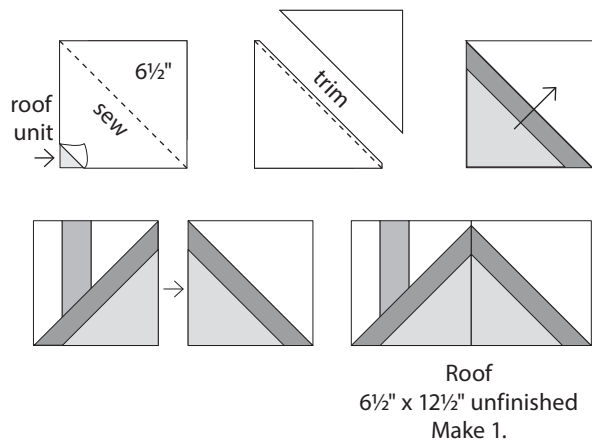 6½"
sew
roof
unit
trim
Roof
6½" x 12½" unfinished
Make 1.